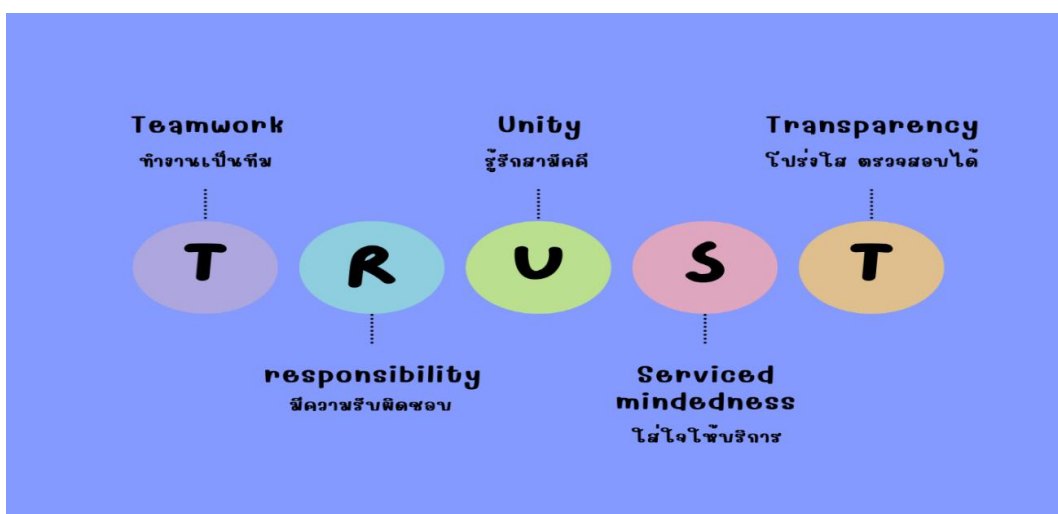 Teamwork
ทำงานเป็นทีม
Unity
รู้รักสามัคคี
Transparency
โปร่งใส ตรวจสอบได้
T R U S T
responsibility
มีความรับผิดชอบ
Serviced
mindedness
ใส่ใจให้บริการ